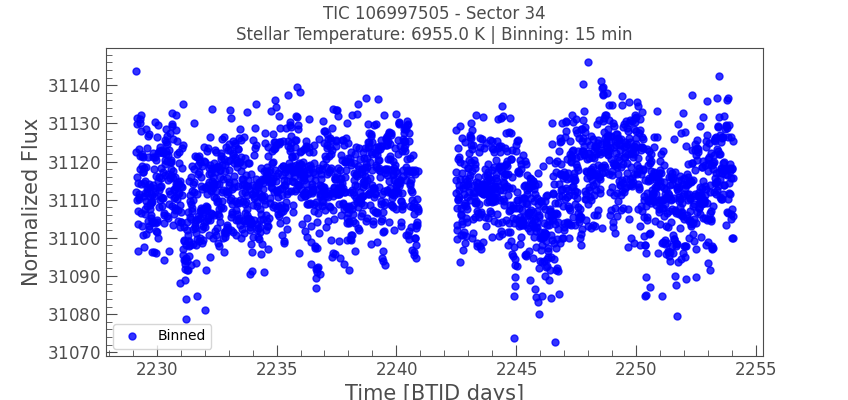 TIC 106997505 - Sector 34
Stellar Temperature: 6955.0 K | Binning: 15 min
Normalized Flux
31140
31130
31120
31110
31100
31090
31080
31070
Binned
2230
2235
2240
2245
2250
2255
Time [BTJD days]